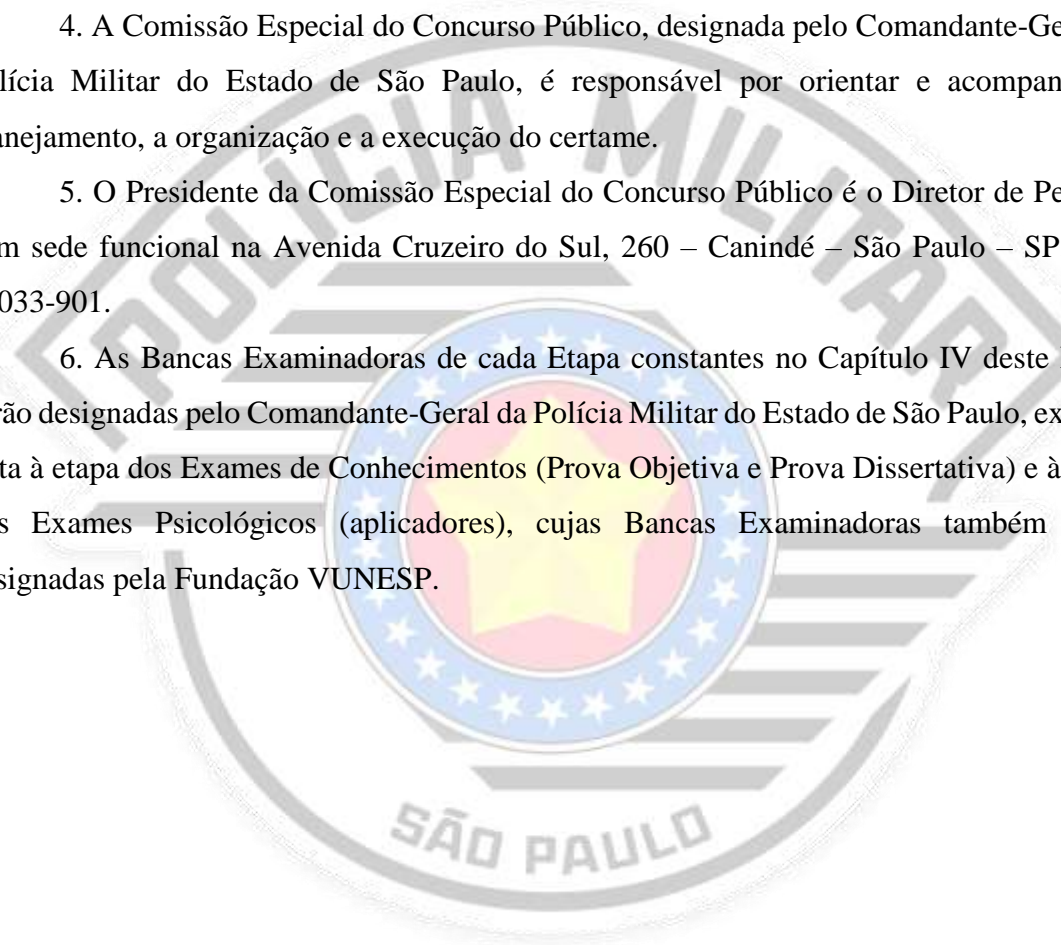 4. A Comissão Especial do Concurso Público, designada pelo Comandante-Ge
lícia Militar do Estado de São Paulo, é responsável por orientar e acompan
anejamento, a organização e a execução do certame.
5. O Presidente da Comissão Especial do Concurso Público é o Diretor de Pe
m sede funcional na Avenida Cruzeiro do Sul, 260 – Canindé – São Paulo – SP
033-901.
6. As Bancas Examinadoras de cada Etapa constantes no Capítulo IV deste
rão designadas pelo Comandante-Geral da Polícia Militar do Estado de São Paulo, ex
ta à etapa dos Exames de Conhecimentos (Prova Objetiva e Prova Dissertativa) e à
s Exames Psicológicos (aplicadores), cujas Bancas Examinadoras também
signadas pela Fundação VUNESP.
POLÍCIA MILITAR
SÃO PAULO